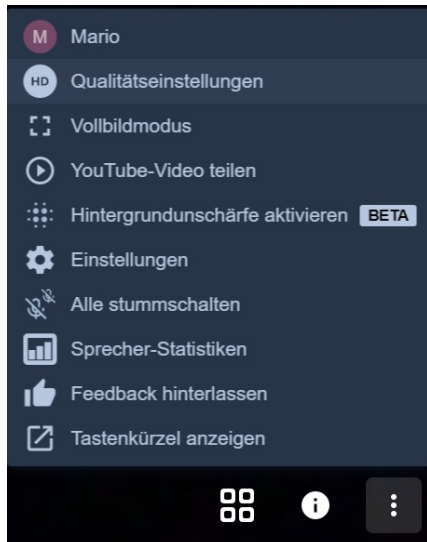 M Mario
HD Qualitätseinstellungen
Vollbildmodus
YouTube-Video teilen
Hintergrundunschärfe aktivieren BETA
Einstellungen
Alle stummschalten
Sprecher-Statistiken
Feedback hinterlassen
Tastenkürzel anzeigen